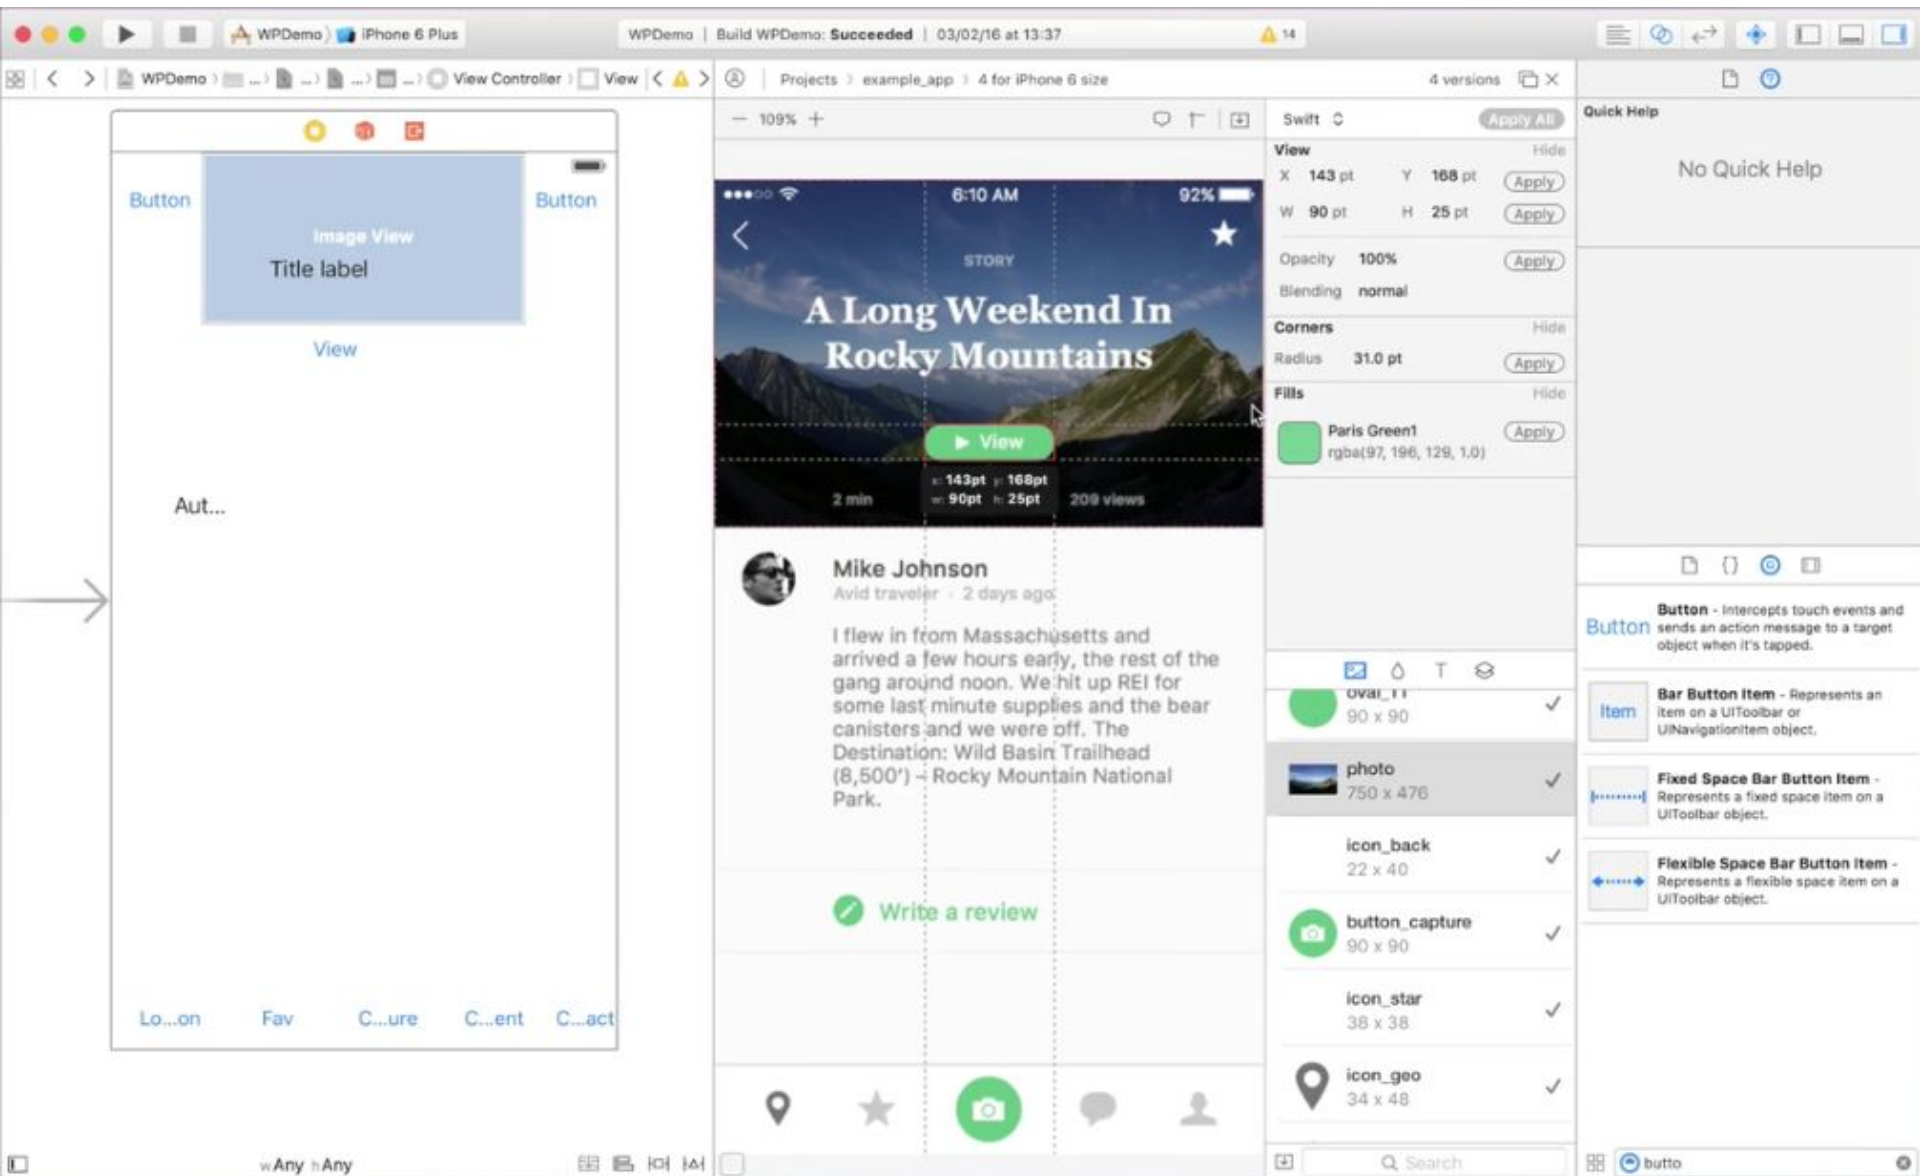 WPDemo iPhone 6 Plus
WPDemo | Build WPDemo: Succeeded | 03/02/16 at 13:37
14
WPDemo ... ... ... ... View Controller View
Button
Button
Image View
Title label
View
Aut...
Lo...on Fav C...ure C...ent C...act
wAny hAny
Projects example_app 4 for iPhone 6 size
4 versions
109%
6:10 AM
92%
STORY
A Long Weekend In
Rocky Mountains
View
x: 143pt y: 168pt
w: 90pt h: 25pt
2 min
209 views
Mike Johnson
Avid traveler · 2 days ago
I flew in from Massachusetts and
arrived a few hours early, the rest of the
gang around noon. We hit up REI for
some last minute supplies and the bear
canisters and we were off. The
Destination: Wild Basin Trailhead
(8,500’) – Rocky Mountain National
Park.
Write a review
Swift
Apply All
View Hide
X 143 pt Y 168 pt Apply
W 90 pt H 25 pt Apply
Opacity 100% Apply
Blending normal
Corners Hide
Radius 31.0 pt Apply
Fills Hide
Paris Green1 Apply
rgba(97, 196, 129, 1.0)
T
oval_11
90 x 90
photo
750 x 476
icon_back
22 x 40
button_capture
90 x 90
icon_star
38 x 38
icon_geo
34 x 48
Search
Quick Help
No Quick Help
{}
Button
Button - Intercepts touch events and
sends an action message to a target
object when it's tapped.
Item
Bar Button Item - Represents an
item on a UIToolbar or
UINavigationItem object.
Fixed Space Bar Button Item -
Represents a fixed space item on a
UIToolbar object.
Flexible Space Bar Button Item -
Represents a flexible space item on a
UIToolbar object.
butto